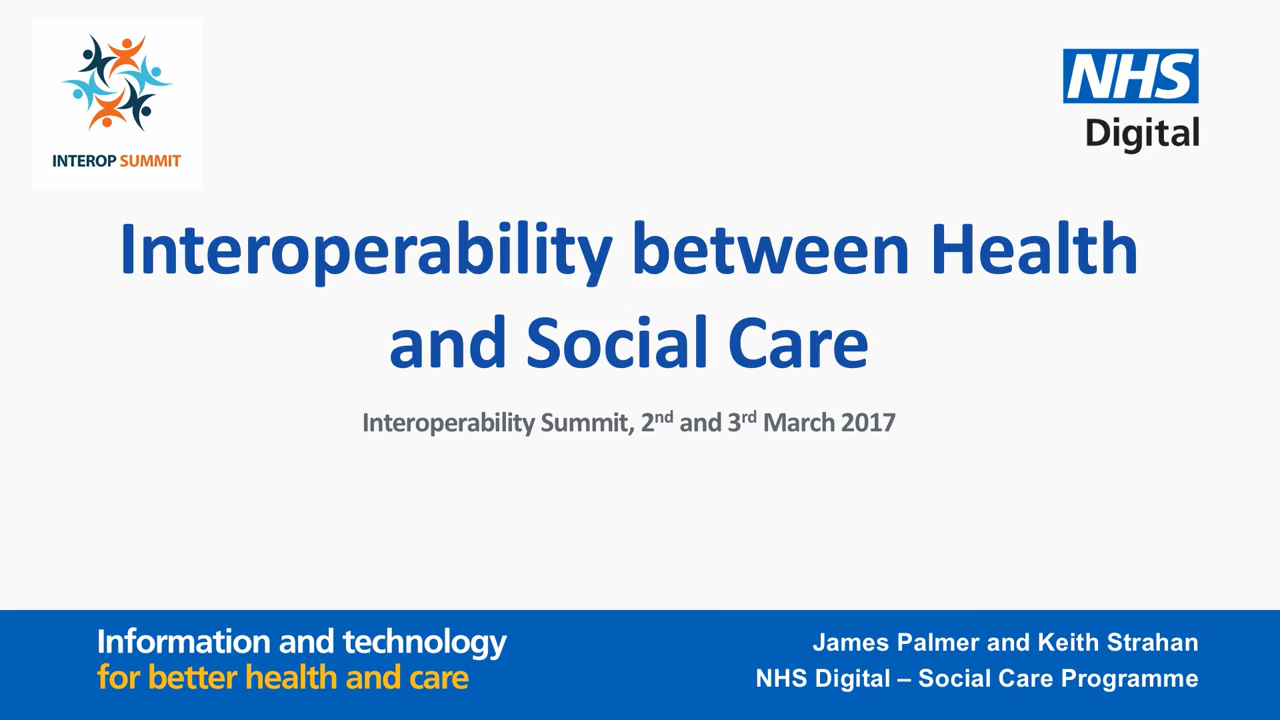 INTEROP SUMMIT
NHS
Digital
Interoperability between Health
and Social Care
Interoperability Summit, 2nd and 3rd March 2017
Information and technology
for better health and care
James Palmer and Keith Strahan
NHS Digital – Social Care Programme